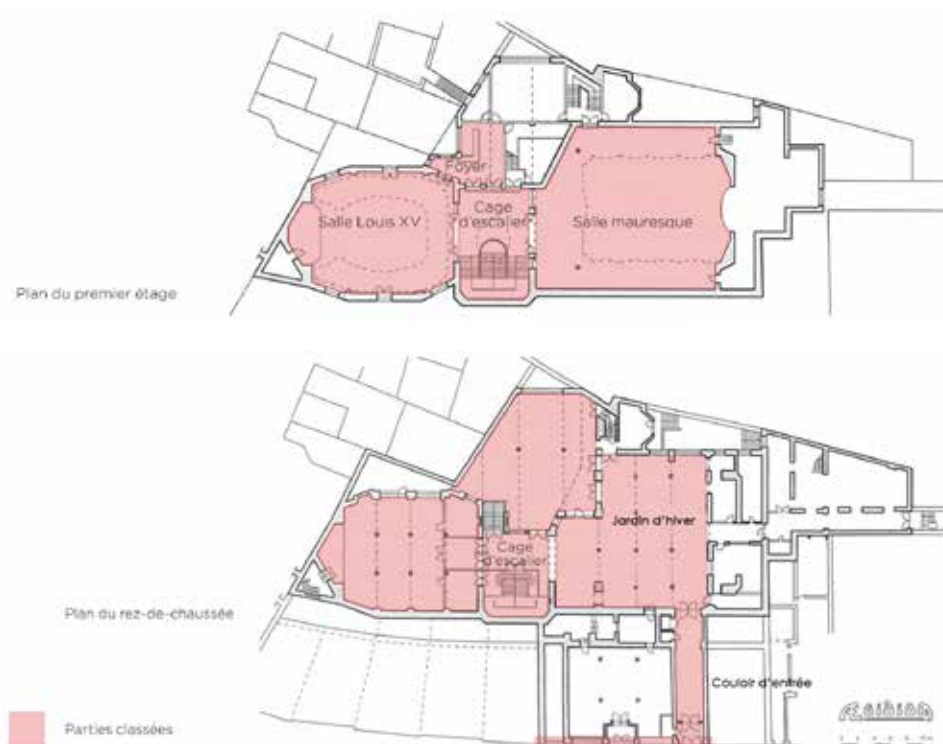 Foyer
Salle Louis XV
Cage
d'escalier
Salle mauresque
Plan du premier étage
Jardin d'hiver
Cage
d'escalier
Plan du rez-de-chaussée
Couloir d'entrée
Parties classées